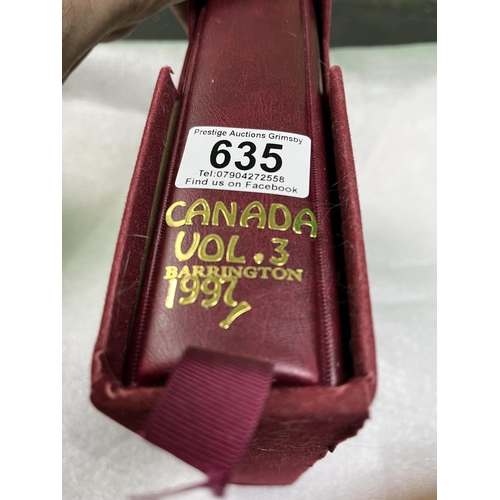 Prestige Auctions Grimsby
635
Tel:07904272558
Find us on Facebook
CANADA
VOL.3
BARRINGTON
1997/